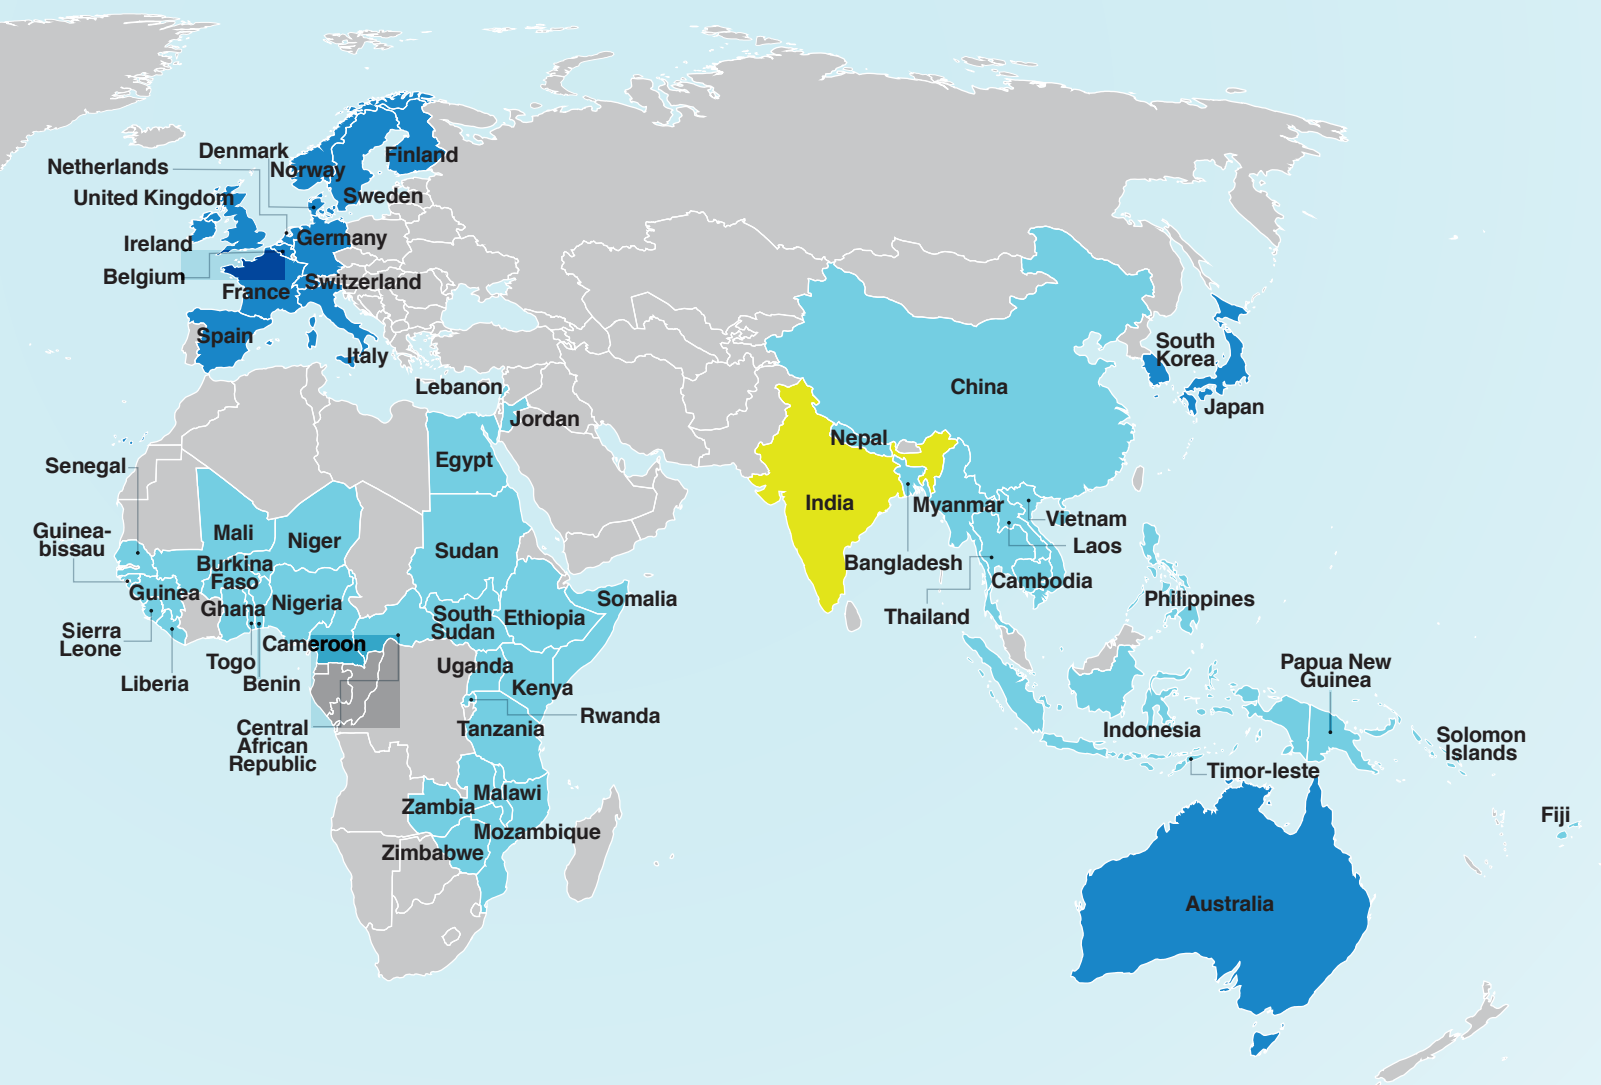 Denmark
Netherlands
Norway
Finland
United Kingdom
Sweden
Ireland
Germany
Belgium
Switzerland
France
Spain
Italy
South
Korea
Japan
China
Lebanon
Jordan
Nepal
Egypt
Senegal
India
Myanmar
Vietnam
Laos
Bangladesh
Cambodia
Thailand
Philippines
Guinea-
bissau
Mali
Niger
Sudan
Burkina
Faso
Guinea
Ghana
Nigeria
South
Sudan
Ethiopia
Somalia
Sierra
Leone
Cameroon
Togo
Liberia
Benin
Uganda
Kenya
Rwanda
Central
African
Republic
Tanzania
Papua New
Guinea
Indonesia
Solomon
Islands
Timor-leste
Malawi
Zambia
Mozambique
Zimbabwe
Fiji
Australia